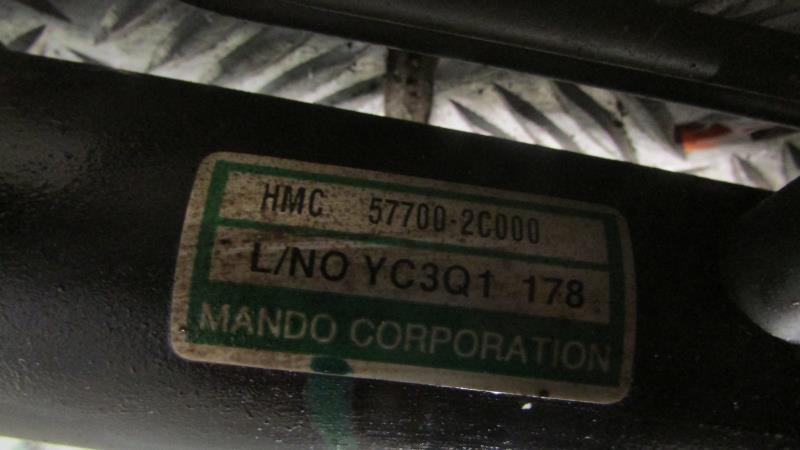 HMC 57700-2C000
L/NO YC3Q1 178
MANDO CORPORATION